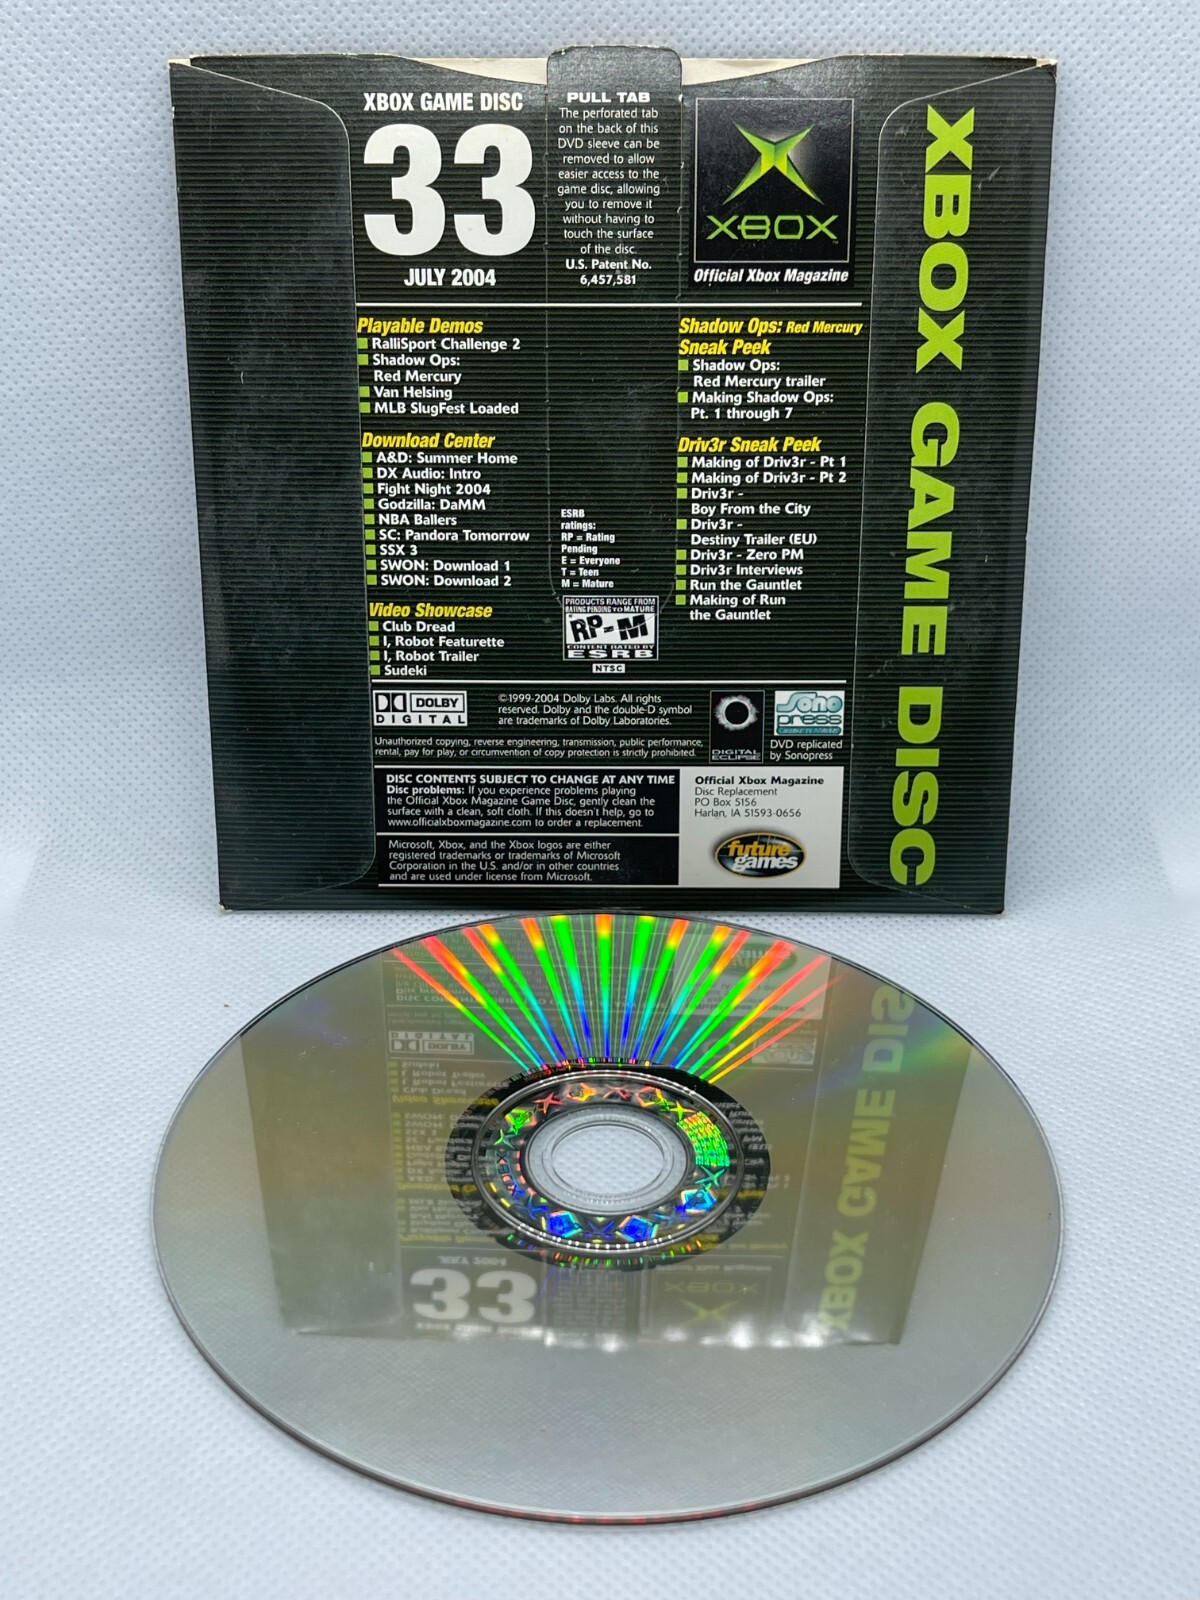 XBOX GAME DISC
33
JULY 2004
PULL TAB
The perforated tab
on the back of this
DVD sleeve can be
removed to allow
easier access to the
game disc, allowing
you to remove it
without having to
touch the surface
of the disc.
U.S. Patent No.
6,457,581
XBOX
Official Xbox Magazine
XBOX GAME DISC
Playable Demos
RalliSport Challenge 2
Shadow Ops:
Red Mercury
Van Helsing
MLB SlugFest Loaded
Download Center
A&D: Summer Home
DX Audio: Intro
Fight Night 2004
Godzilla: DaMM
NBA Ballers
SC: Pandora Tomorrow
SSX 3
SWON: Download 1
SWON: Download 2
Video Showcase
Club Dread
I, Robot Featurette
I, Robot Trailer
Sudeki
ESRB
ratings:
RP = Rating
Pending
E = Everyone
T = Teen
M = Mature
PRODUCTS RANGE FROM
RATING PENDING TO MATURE
RP-M
CONTENT RATED BY
ESRB
NTSC
Shadow Ops: Red Mercury
Sneak Peek
Shadow Ops:
Red Mercury trailer
Making Shadow Ops:
Pt. 1 through 7
Driv3r Sneak Peek
Making of Driv3r - Pt 1
Making of Driv3r - Pt 2
Driv3r -
Boy From the City
Driv3r -
Destiny Trailer (EU)
Driv3r - Zero PM
Driv3r Interviews
Run the Gauntlet
Making of Run
the Gauntlet
DOLBY
DIGITAL
©1999-2004 Dolby Labs. All rights
reserved. Dolby and the double-D symbol
are trademarks of Dolby Laboratories.
DIGITAL
ECLIPSE
Sono
press
DVD replicated
by Sonopress
Unauthorized copying, reverse engineering, transmission, public performance,
rental, pay for play, or circumvention of copy protection is strictly prohibited.
DISC CONTENTS SUBJECT TO CHANGE AT ANY TIME
Disc problems: If you experience problems playing
the Official Xbox Magazine Game Disc, gently clean the
surface with a clean, soft cloth. If this doesn't help, go to
www.officialxboxmagazine.com to order a replacement.
Microsoft, Xbox, and the Xbox logos are either
registered trademarks or trademarks of Microsoft
Corporation in the U.S. and/or in other countries
and are used under license from Microsoft.
Official Xbox Magazine
Disc Replacement
PO Box 5156
Harlan, IA 51593-0656
future
games